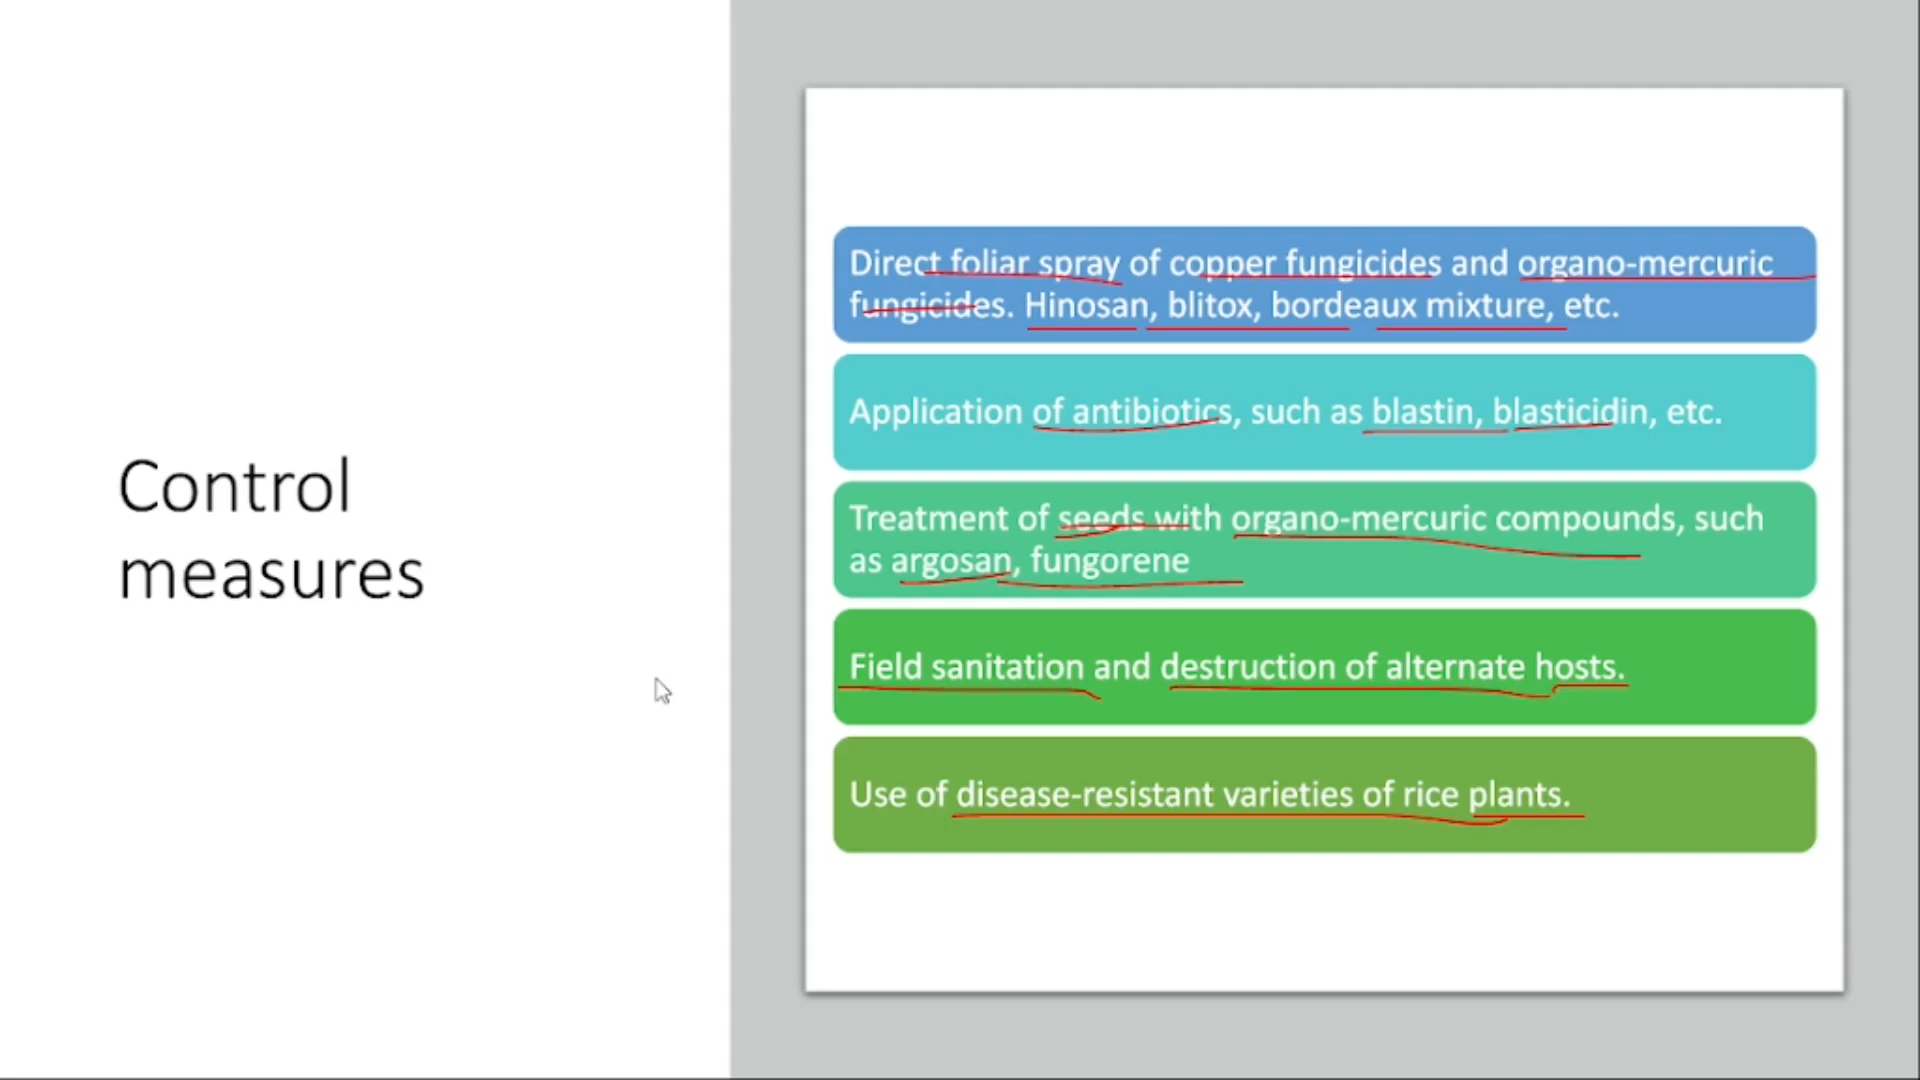 Control
measures
Direct foliar spray of copper fungicides and organo-mercuric
fungicides. Hinosan, blitox, bordeaux mixture, etc.
Application of antibiotics, such as blastin, blasticidin, etc.
Treatment of seeds with organo-mercuric compounds, such
as argosan, fungorene
Field sanitation and destruction of alternate hosts.
Use of disease-resistant varieties of rice plants.